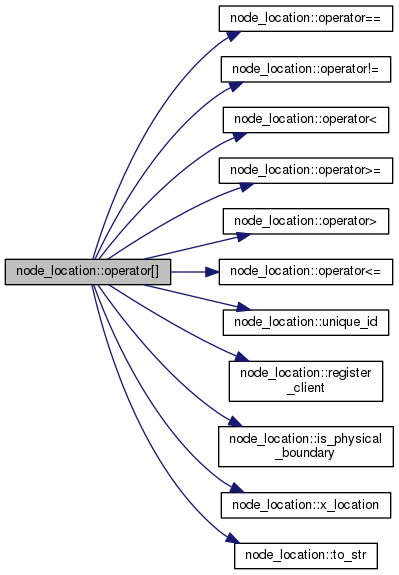 node_location::operator==
node_location::operator!=
node_location::operator<
node_location::operator>=
node_location::operator>
node_location::operator[]
node_location::operator<=
node_location::unique_id
node_location::register
_client
node_location::is_physical
_boundary
node_location::x_location
node_location::to_str